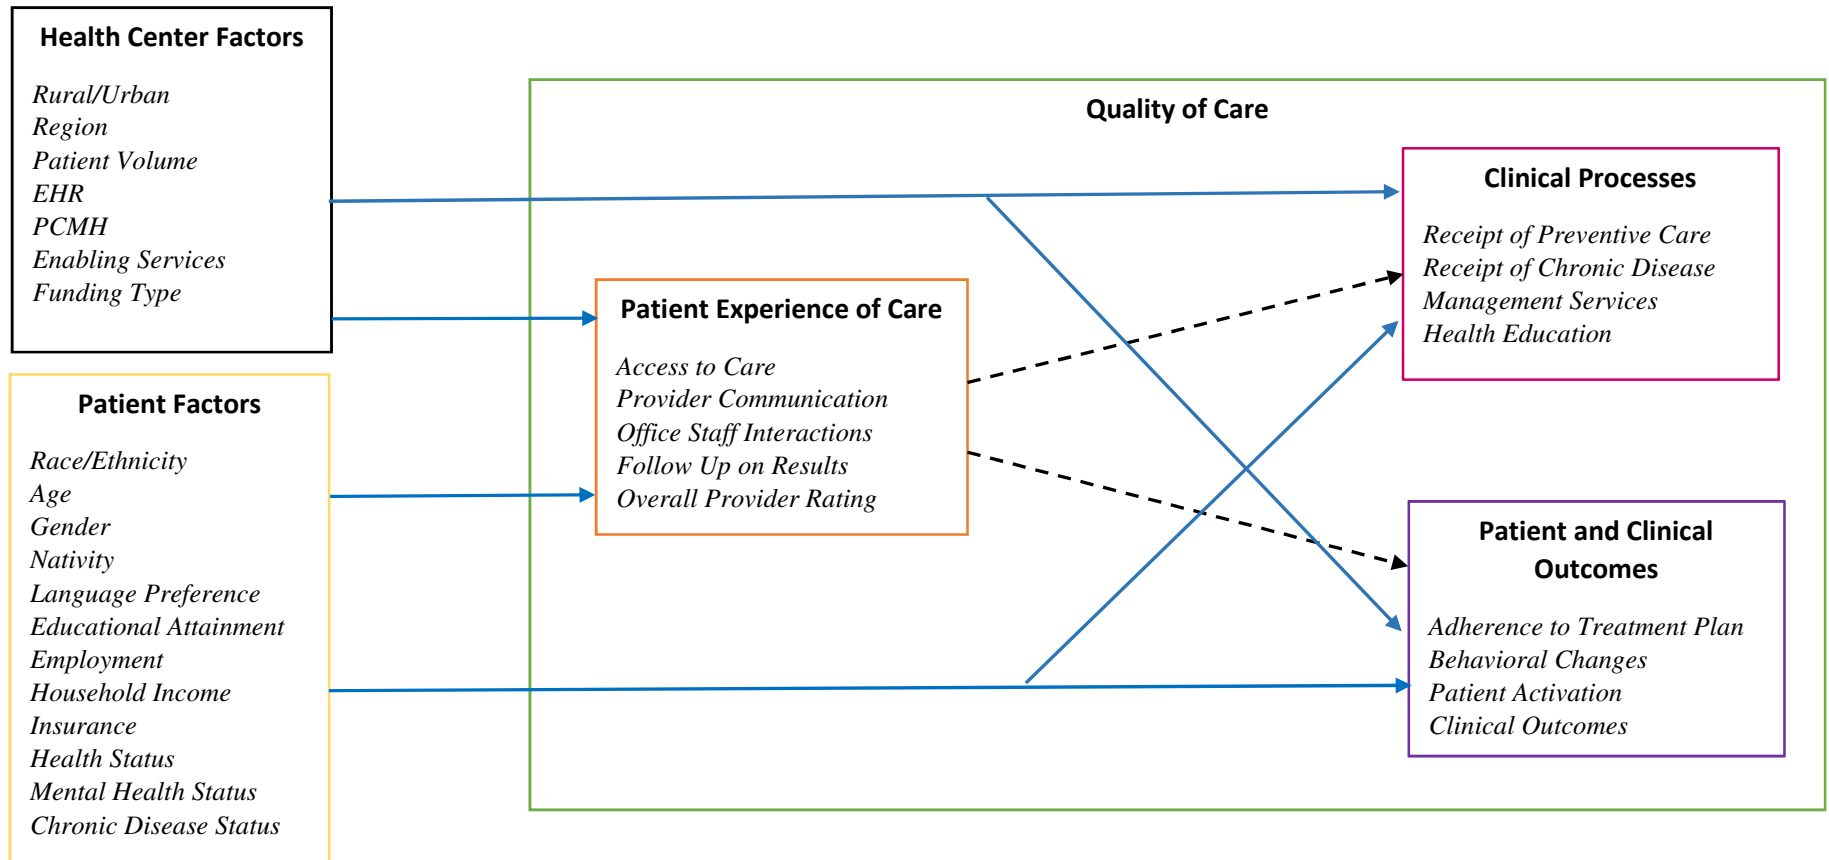 Health Center Factors
Rural/Urban
Region
Patient Volume
EHR
PCMH
Enabling Services
Funding Type
Patient Factors
Race/Ethnicity
Age
Gender
Nativity
Language Preference
Educational Attainment
Employment
Household Income
Insurance
Health Status
Mental Health Status
Chronic Disease Status
Quality of Care
Patient Experience of Care
Access to Care
Provider Communication
Office Staff Interactions
Follow Up on Results
Overall Provider Rating
Clinical Processes
Receipt of Preventive Care
Receipt of Chronic Disease
Management Services
Health Education
Patient and Clinical
Outcomes
Adherence to Treatment Plan
Behavioral Changes
Patient Activation
Clinical Outcomes